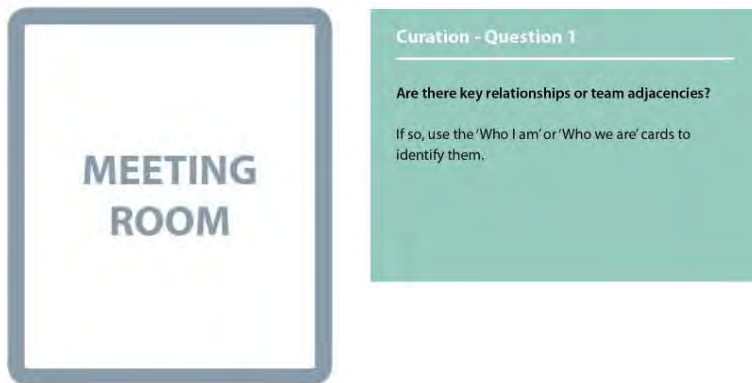 MEETING
ROOM
Curation - Question 1
Are there key relationships or team adjacencies?
If so, use the 'Who I am' or 'Who we are' cards to
identify them.